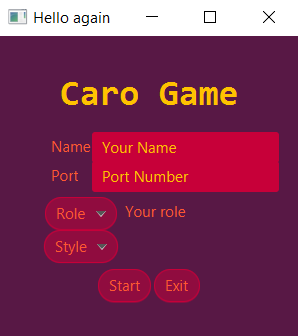 Hello again
Caro Game
Name Your Name
Port Port Number
Role Your role
Style
Start Exit